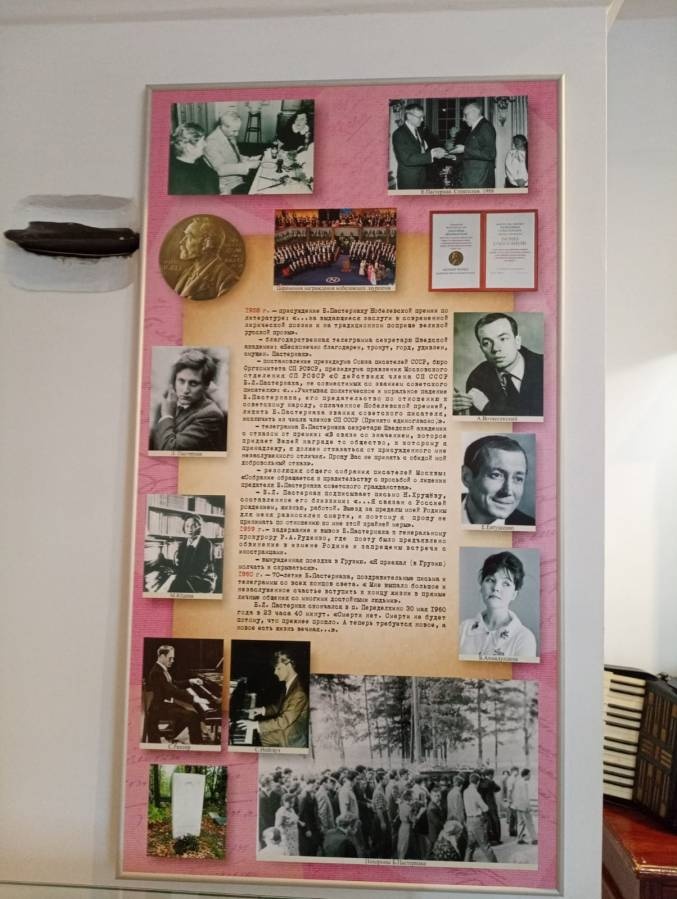 Б.Пастернак. Стокгольм. 1958
Церемония награждения нобелевской лауреатов
1958 г. — присуждение Б.Пастернаку Нобелевской премии по
литературе: «...за выдающиеся заслуги в современной
лирической поэзии и на традиционном поприще великой
русской прозы».
— благодарственная телеграмма секретарю Шведской
академии: «Бесконечно благодарен, тронут, горд, удивлен,
смущен. Пастернак».
— постановление президиума Союза писателей СССР, бюро
Оргкомитета СП РСФСР, президиума правления Московского
отделения СП РСФСР «О действиях члена СП СССР
Б.Л.Пастернака, не совместимых со званием советского
писателя»: «...Учитывая политическое и моральное падение
Б.Пастернака, его предательство по отношению к
советскому народу, оплаченное Нобелевской премией,
лишить Б.Пастернака звания советского писателя,
исключить из числа членов СП СССР (Принято единогласно)».
— телеграмма Б.Пастернака секретарю Шведской академии
с отказом от премии: «В связи со значением, которое
придает Вашей награде то общество, к которому я
принадлежу, я должен отказаться от присужденного мне
незаслуженного отличия. Прошу Вас не принять с обидой мой
добровольный отказ».
— резолюция общего собрания писателей Москвы:
«Собрание обращается к правительству с просьбой о лишении
предателя Б.Пастернака советского гражданства».
— Б.Л. Пастернак подписывает письмо Н.Хрущёву,
составленное его близкими: «...Я связан с Россией
рождением, жизнью, работой. Выезд за пределы моей Родины
для меня равносилен смерти, и поэтому я прошу не
принимать по отношению ко мне этой крайней меры».
1959 г. — задержание и вывоз Б.Пастернака к генеральному
прокурору Р.А.Руденко, где поэту было предъявлено
обвинение в измене Родине и запрещены встречи с
иностранцами.
— вынужденная поездка в Грузию. «Я приехал (в Грузию)
молчать и скрываться».
1960 г. — 70-летие Б.Пастернака, поздравительные письма и
телеграммы со всех концов света. «Мне выпало большое и
незаслуженное счастье вступить к концу жизни в прямые
личные общения со многими достойными людьми».
Б.Л. Пастернак скончался в п. Переделкино 30 мая 1960
года в 23 часа 40 минут. «Смерти нет. Смерти не будет
потому, что прежнее прошло. А теперь требуется новое, а
новое есть жизнь вечная...».
А.Вознесенский
Е.Евтушенко
М.Юдина
Б.Ахмадулина
С.Рихтер
Похороны Б.Пастернака